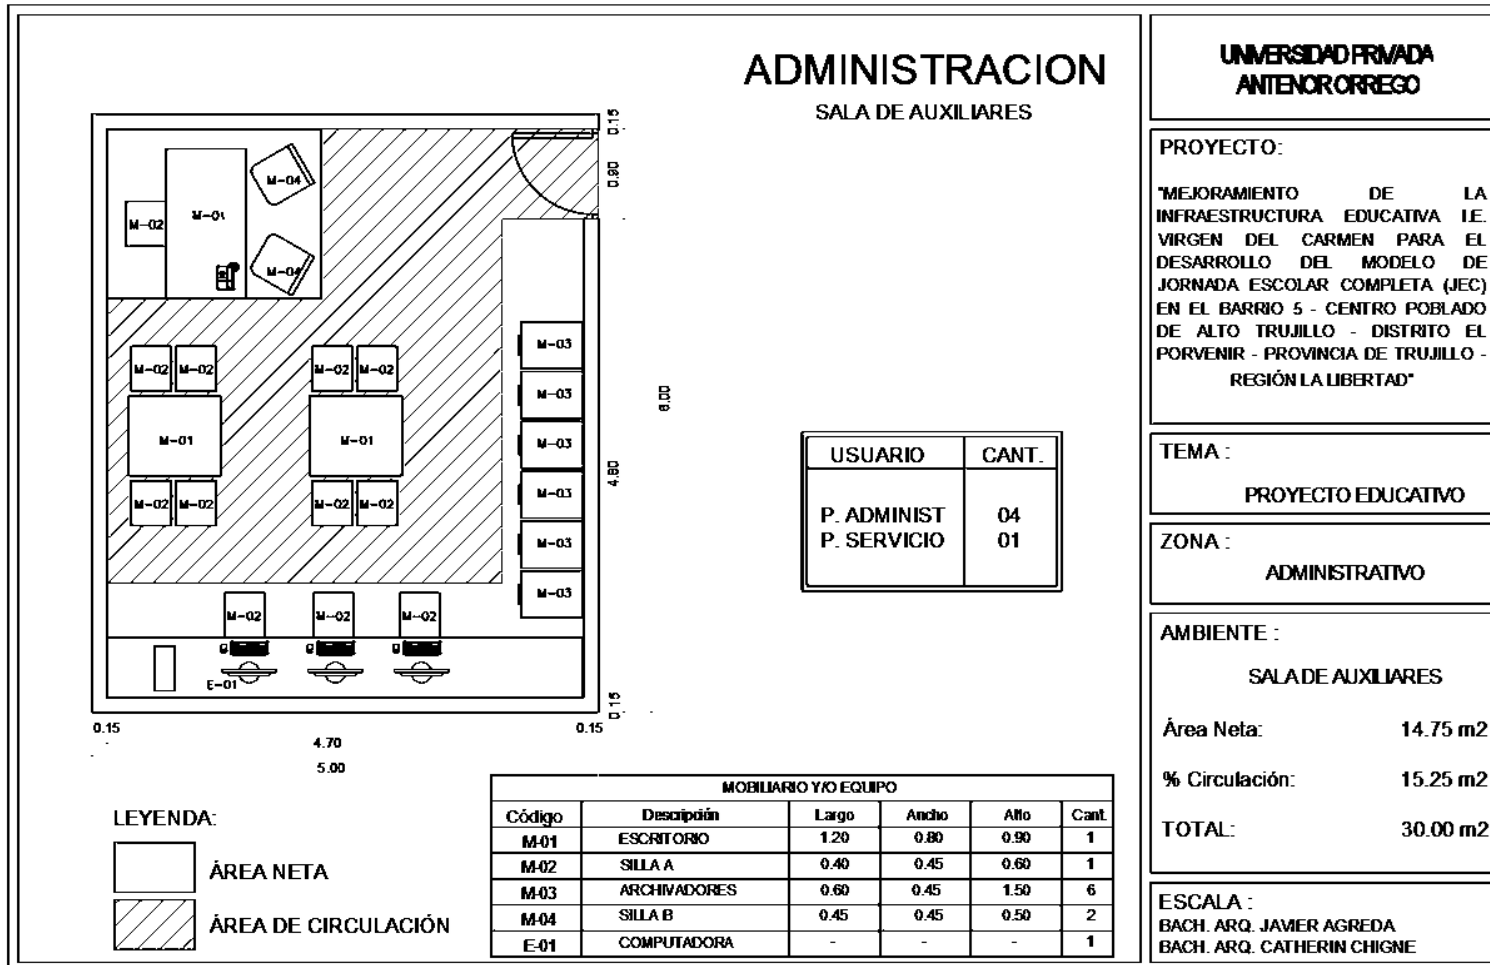 ADMINISTRACION
SALA DE AUXILIARES
0.15
0.90
M-04
M-02
M-01
M-04
M-03
M-02 M-02
M-02 M-02
M-03
M-01
M-01
M-03
6.00
4.80
M-02 M-02
M-02 M-02
M-03
M-03
M-03
M-02
M-02
M-02
E-01
0.15
0.15
0.15
4.70
5.00
USUARIO CANT.
P. ADMINIST 04
P. SERVICIO 01
LEYENDA:
ÁREA NETA
ÁREA DE CIRCULACIÓN
MOBILIARIO Y/O EQUIPO
Código Descripción Largo Ancho Alto Cant.
M-01 ESCRITORIO 1.20 0.80 0.90 1
M-02 SILLA A 0.40 0.45 0.60 1
M-03 ARCHIVADORES 0.60 0.45 1.50 6
M-04 SILLA B 0.45 0.45 0.50 2
E-01 COMPUTADORA - - - 1
UNIVERSIDAD PRIVADA
ANTENOR ORREGO
PROYECTO:
"MEJORAMIENTO DE LA
INFRAESTRUCTURA EDUCATIVA I.E.
VIRGEN DEL CARMEN PARA EL
DESARROLLO DEL MODELO DE
JORNADA ESCOLAR COMPLETA (JEC)
EN EL BARRIO 5 - CENTRO POBLADO
DE ALTO TRUJILLO - DISTRITO EL
PORVENIR - PROVINCIA DE TRUJILLO -
REGIÓN LA LIBERTAD"
TEMA :
PROYECTO EDUCATIVO
ZONA :
ADMINISTRATIVO
AMBIENTE :
SALA DE AUXILIARES
Área Neta: 14.75 m2
% Circulación: 15.25 m2
TOTAL: 30.00 m2
ESCALA :
BACH. ARQ. JAVIER AGREDA
BACH. ARQ. CATHERIN CHIGNE